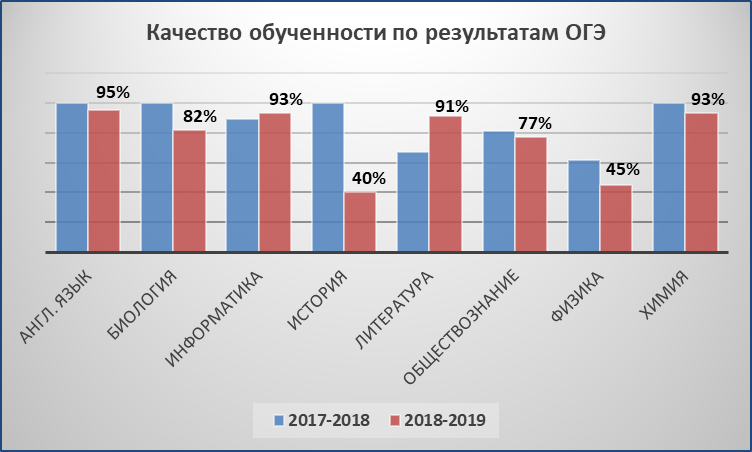 Качество обученности по результатам ОГЭ
95%
82%
93%
40%
91%
77%
45%
93%
АНГЛ. ЯЗЫК
БИОЛОГИЯ
ИНФОРМАТИКА
ИСТОРИЯ
ЛИТЕРАТУРА
ОБЩЕСТВОЗНАНИЕ
ФИЗИКА
ХИМИЯ
2017-2018
2018-2019